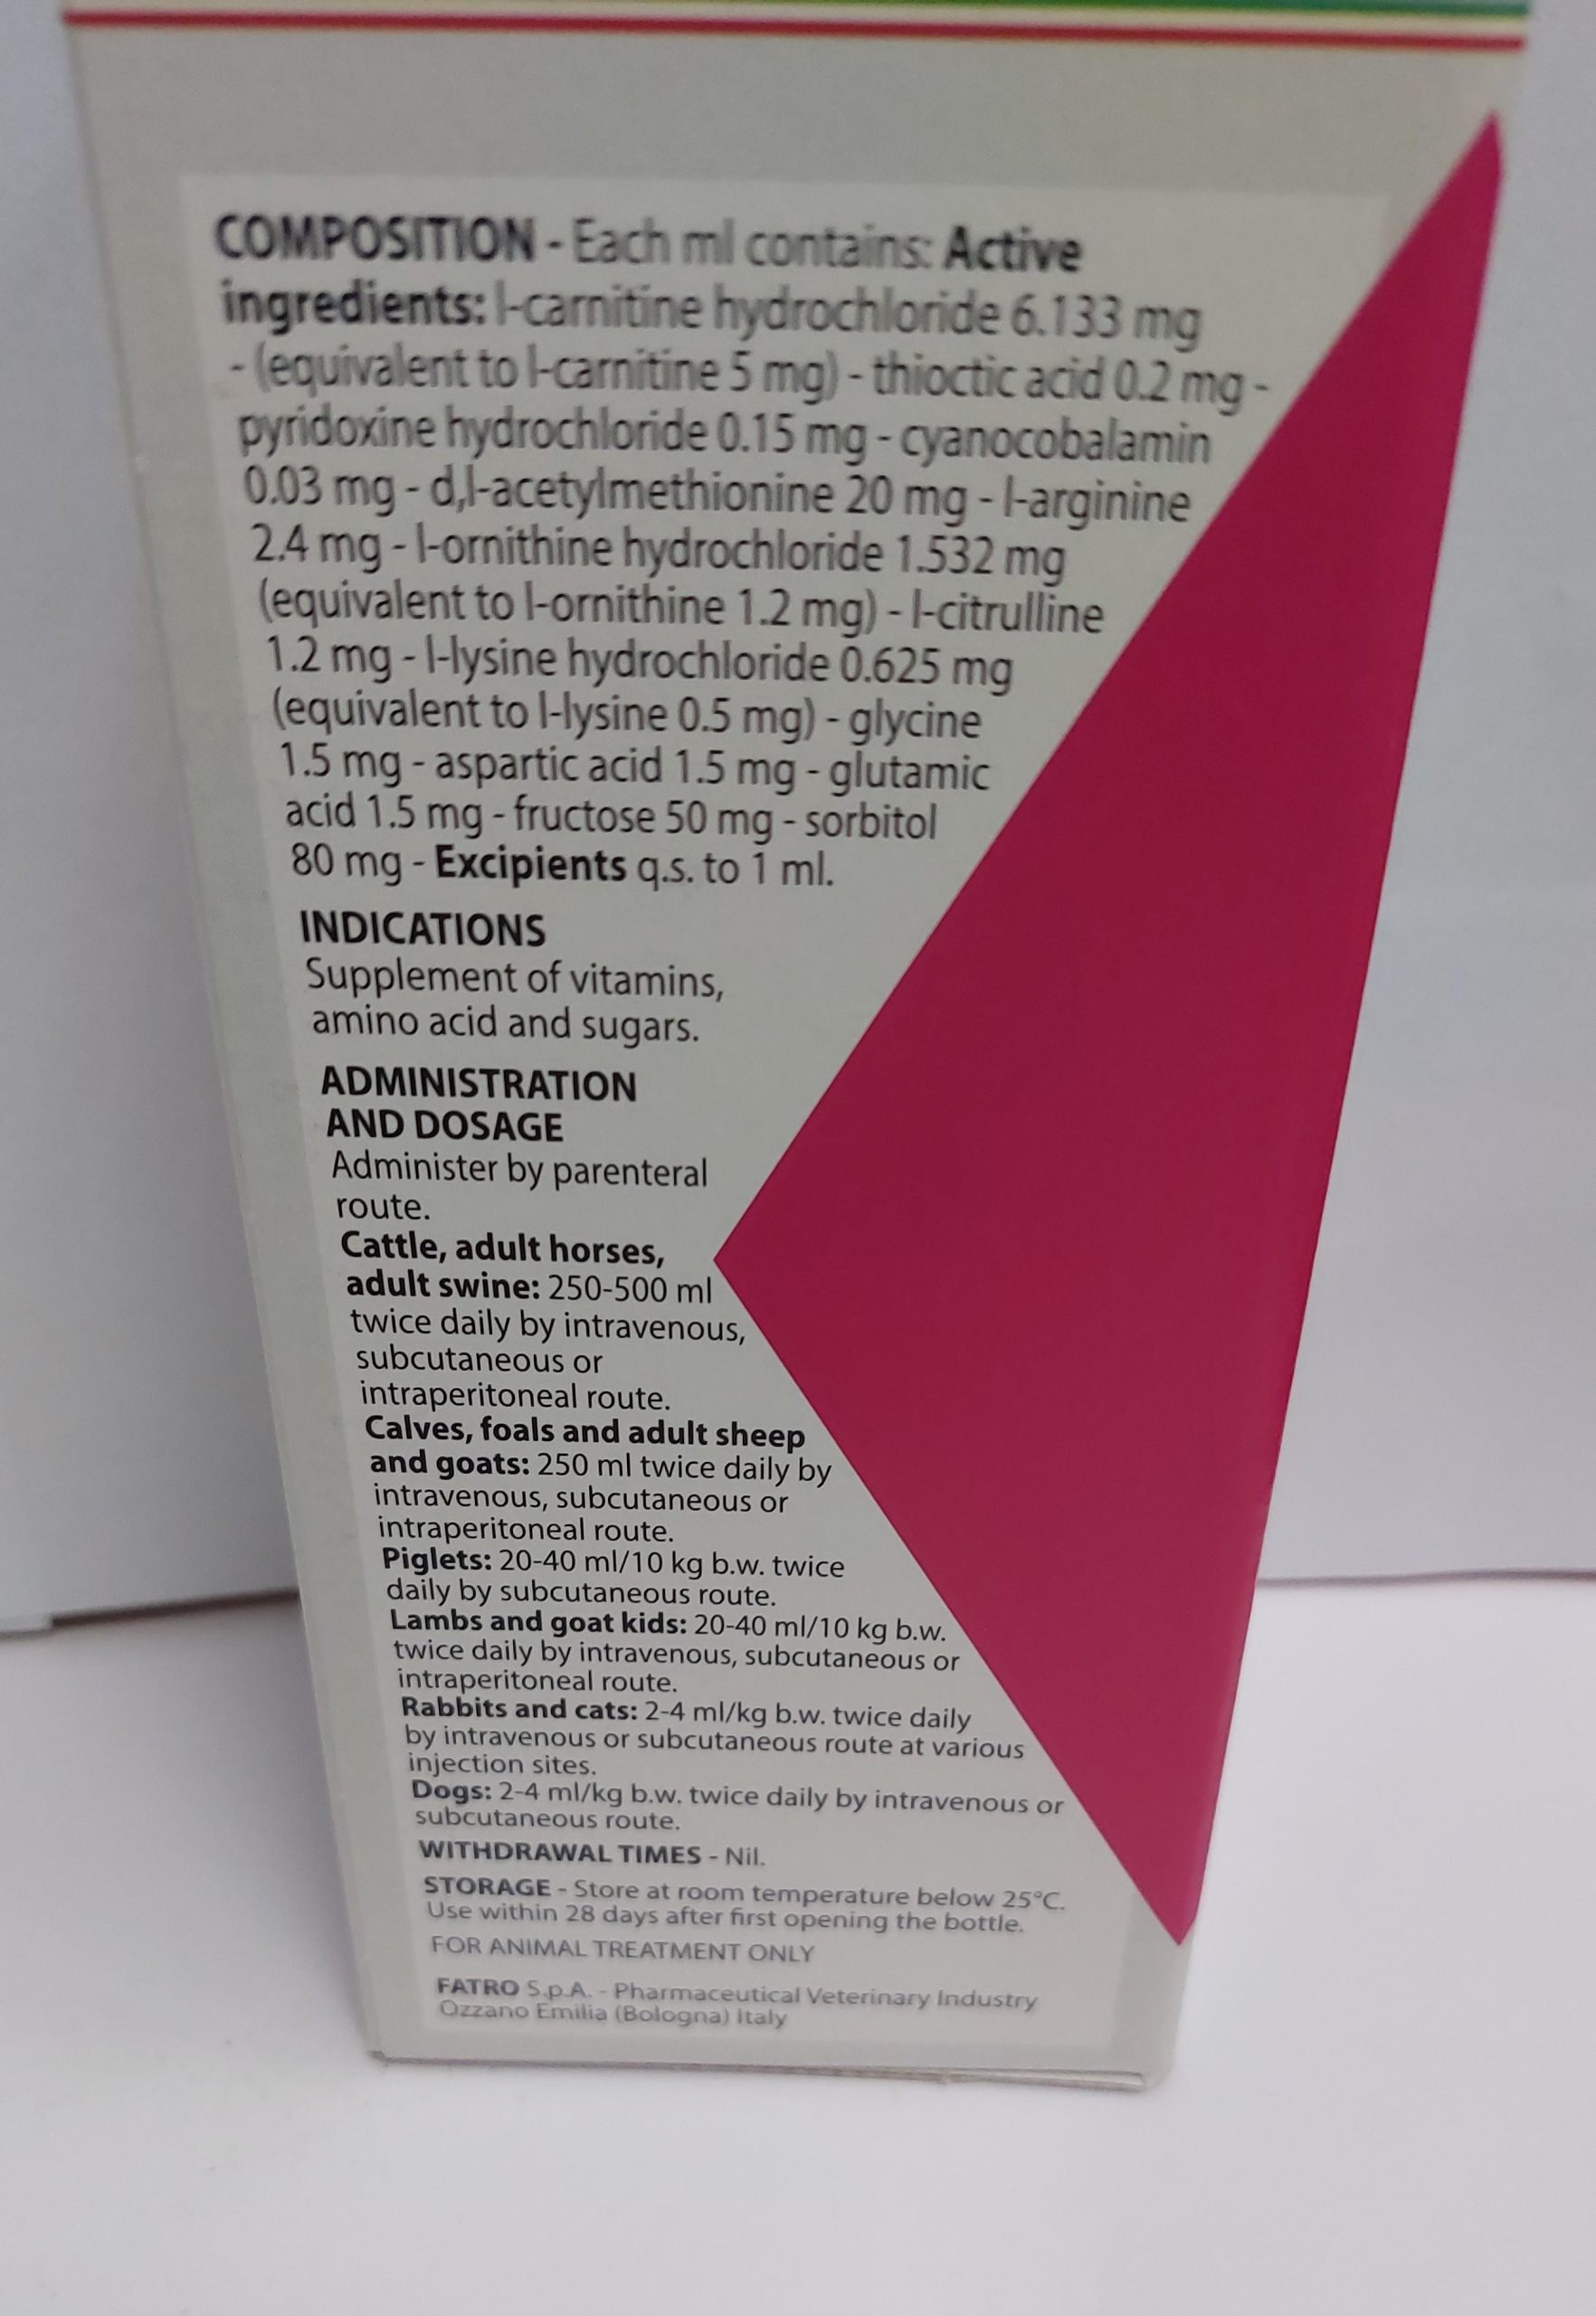 COMPOSITION - Each ml contains: Active
ingredients: l-carnitine hydrochloride 6.133 mg
- (equivalent to l-carnitine 5 mg) - thioctic acid 0.2 mg -
pyridoxine hydrochloride 0.15 mg - cyanocobalamin
0.03 mg - d,l-acetylmethionine 20 mg - l-arginine
2.4 mg - l-ornithine hydrochloride 1.532 mg
(equivalent to l-ornithine 1.2 mg) - l-citrulline
1.2 mg - l-lysine hydrochloride 0.625 mg
(equivalent to l-lysine 0.5 mg) - glycine
1.5 mg - aspartic acid 1.5 mg - glutamic
acid 1.5 mg - fructose 50 mg - sorbitol
80 mg - Excipients q.s. to 1 ml.
INDICATIONS
Supplement of vitamins,
amino acid and sugars.
ADMINISTRATION
AND DOSAGE
Administer by parenteral
route.
Cattle, adult horses,
adult swine: 250-500 ml
twice daily by intravenous,
subcutaneous or
intraperitoneal route.
Calves, foals and adult sheep
and goats: 250 ml twice daily by
intravenous, subcutaneous or
intraperitoneal route.
Piglets: 20-40 ml/10 kg b.w. twice
daily by subcutaneous route.
Lambs and goat kids: 20-40 ml/10 kg b.w.
twice daily by intravenous, subcutaneous or
intraperitoneal route.
Rabbits and cats: 2-4 ml/kg b.w. twice daily
by intravenous or subcutaneous route at various
injection sites.
Dogs: 2-4 ml/kg b.w. twice daily by intravenous or
subcutaneous route.
WITHDRAWAL TIMES - Nil.
STORAGE - Store at room temperature below 25°C.
Use within 28 days after first opening the bottle.
FOR ANIMAL TREATMENT ONLY
FATRO S.p.A. - Pharmaceutical Veterinary Industry
Ozzano Emilia (Bologna) Italy